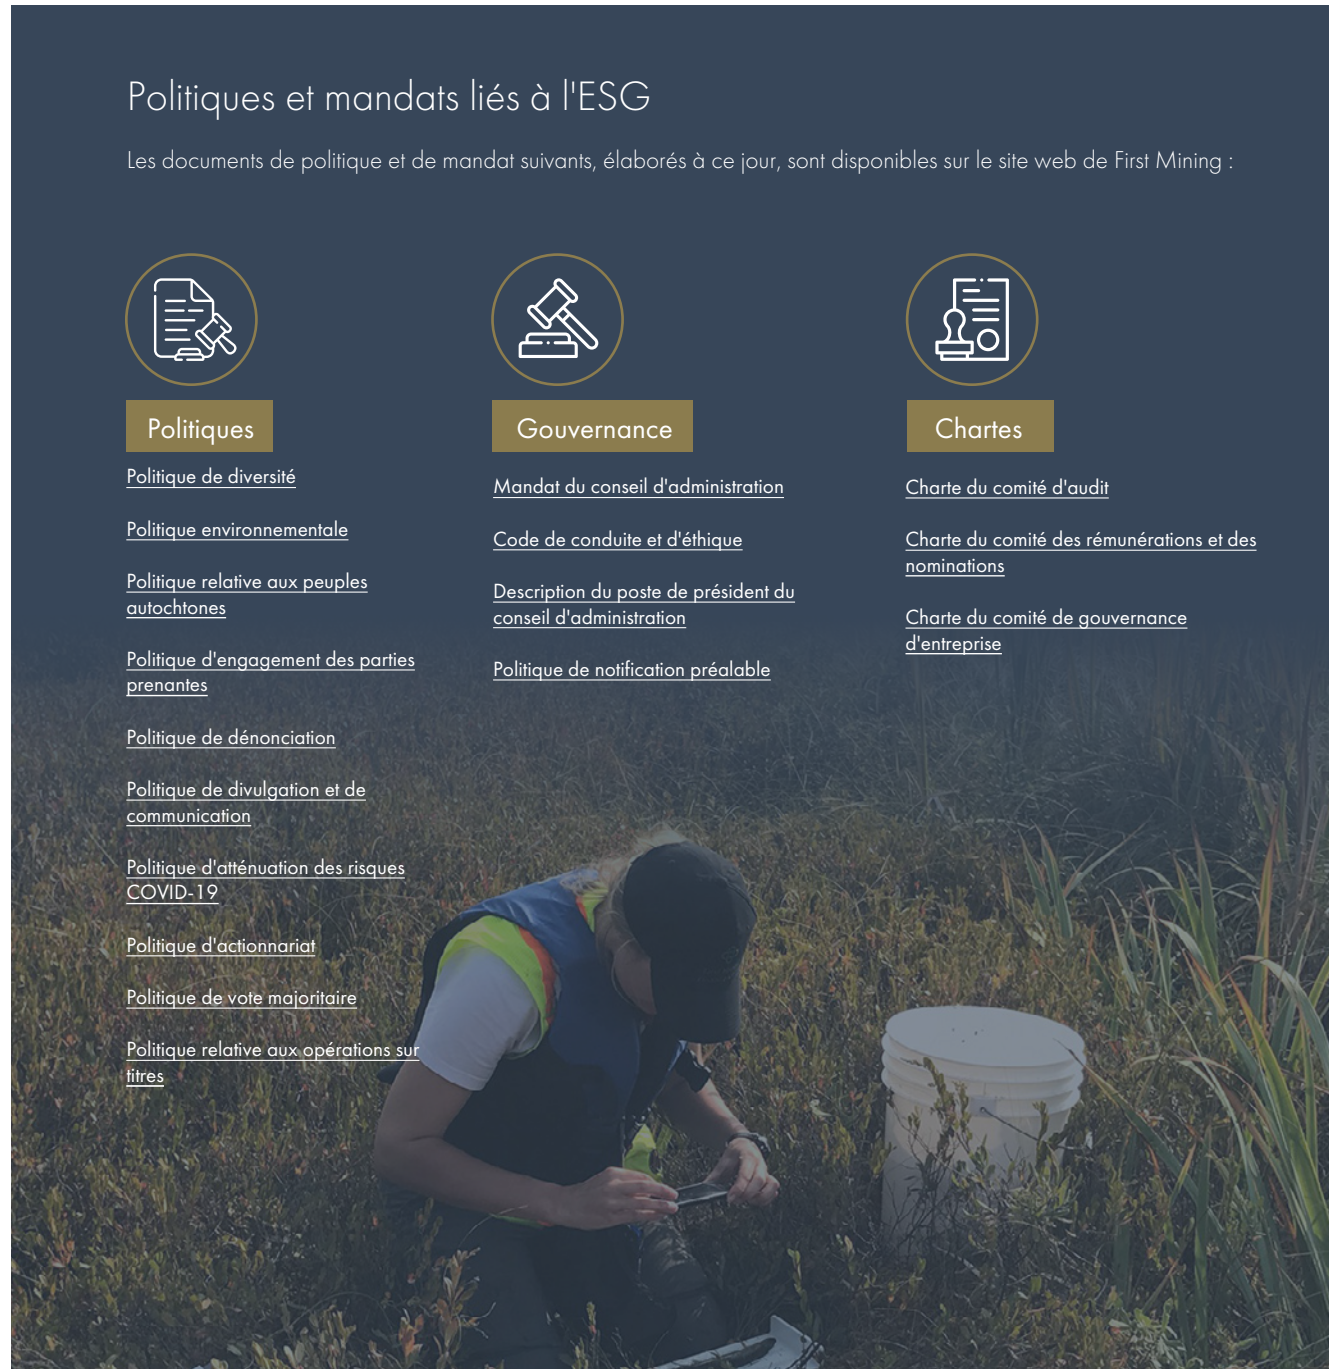 Politiques et mandats liés à l'ESG
Les documents de politique et de mandat suivants, élaborés à ce jour, sont disponibles sur le site web de First Mining :
Politiques
Politique de diversité
Politique environnementale
Politique relative aux peuples
autochtones
Politique d'engagement des parties
prenantes
Politique de dénonciation
Politique de divulgation et de
communication
Politique d'atténuation des risques
COVID-19
Politique d'actionnariat
Politique de vote majoritaire
Politique relative aux opérations sur
titres
Gouvernance
Mandat du conseil d'administration
Code de conduite et d'éthique
Description du poste de président du
conseil d'administration
Politique de notification préalable
Chartes
Charte du comité d'audit
Charte du comité des rémunérations et des
nominations
Charte du comité de gouvernance
d'entreprise